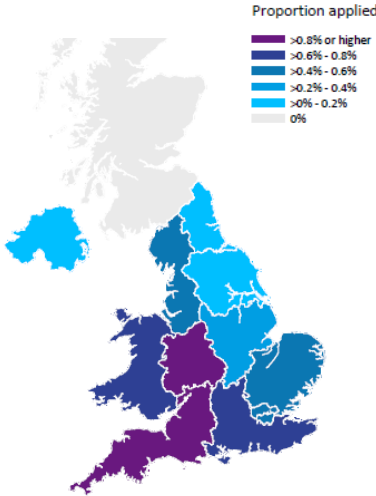 Proportion applied
>0.8% or higher
>0.6% - 0.8%
>0.4% - 0.6%
>0.2% - 0.4%
>0% - 0.2%
0%